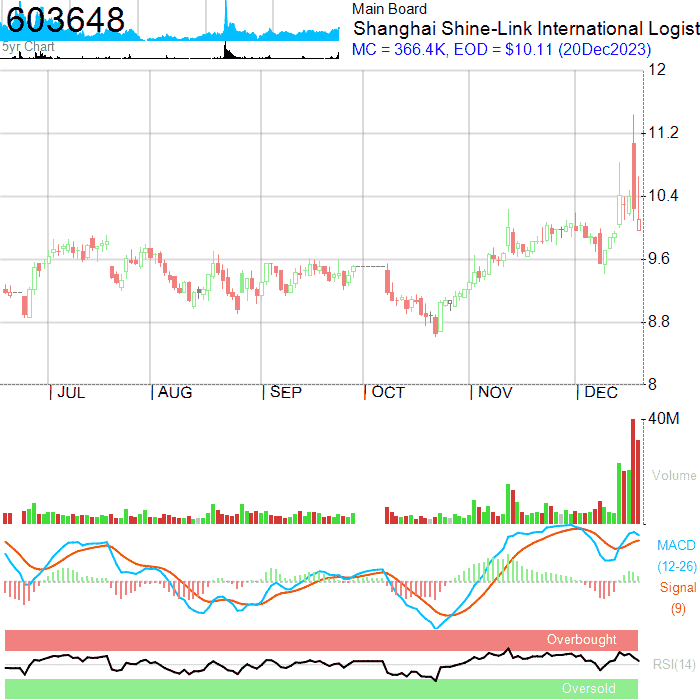 603648
5yr Chart
Main Board
Shanghai Shine-Link International Logist
MC = 366.4K, EOD = $10.11 (20Dec2023)
12
11.2
10.4
9.6
8.8
8
JUL AUG SEP OCT NOV DEC
40M
Volume
MACD
(12-26)
Signal
(9)
Overbought
RSI(14)
Oversold